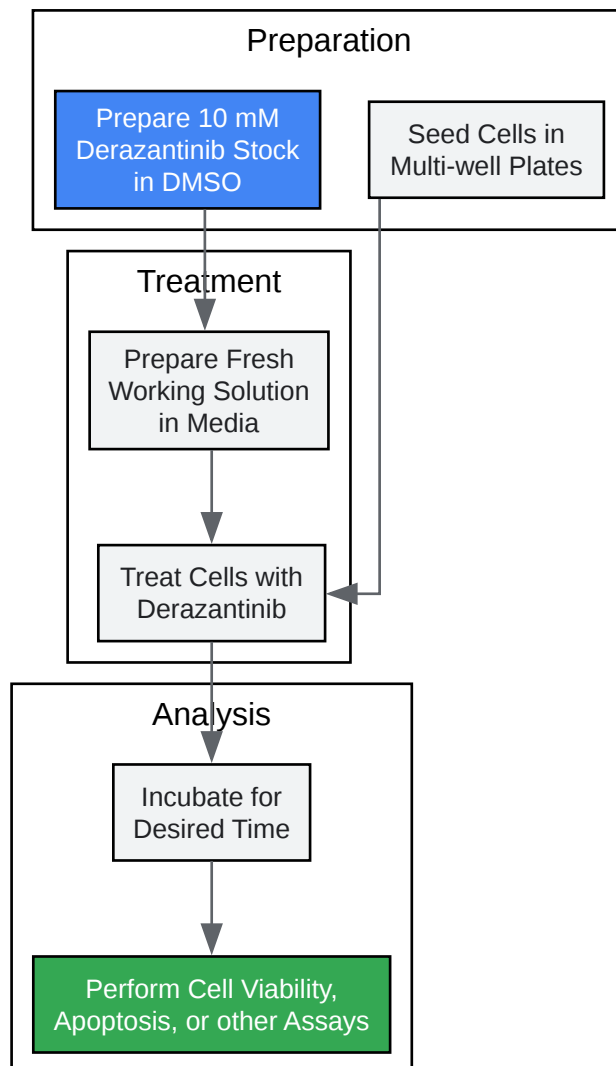 Preparation
Prepare 10 mM
Derazantinib Stock
in DMSO
Seed Cells in
Multi-well Plates
Treatment
Prepare Fresh
Working Solution
in Media
Treat Cells with
Derazantinib
Analysis
Incubate for
Desired Time
Perform Cell Viability,
Apoptosis, or other Assays